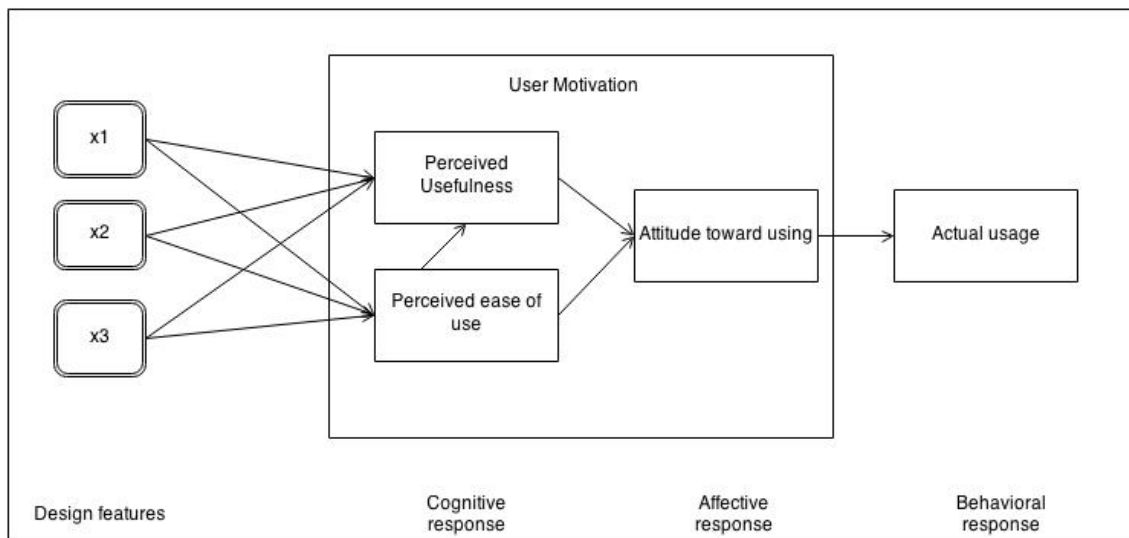 User Motivation
x1
x2
x3
Perceived
Usefulness
Perceived ease of
use
Attitude toward using
Actual usage
Design features
Cognitive
response
Affective
response
Behavioral
response